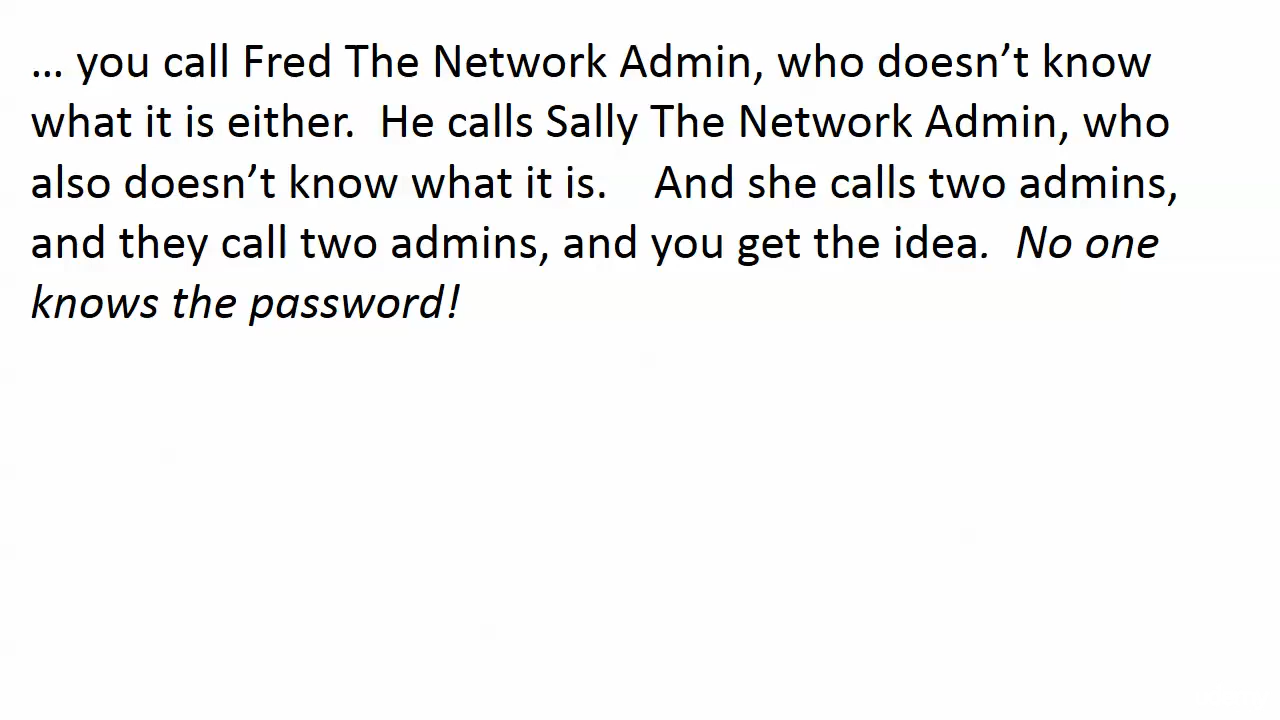 … you call Fred The Network Admin, who doesn’t know
what it is either.  He calls Sally The Network Admin, who
also doesn’t know what it is.    And she calls two admins,
and they call two admins, and you get the idea.  No one
knows the password!